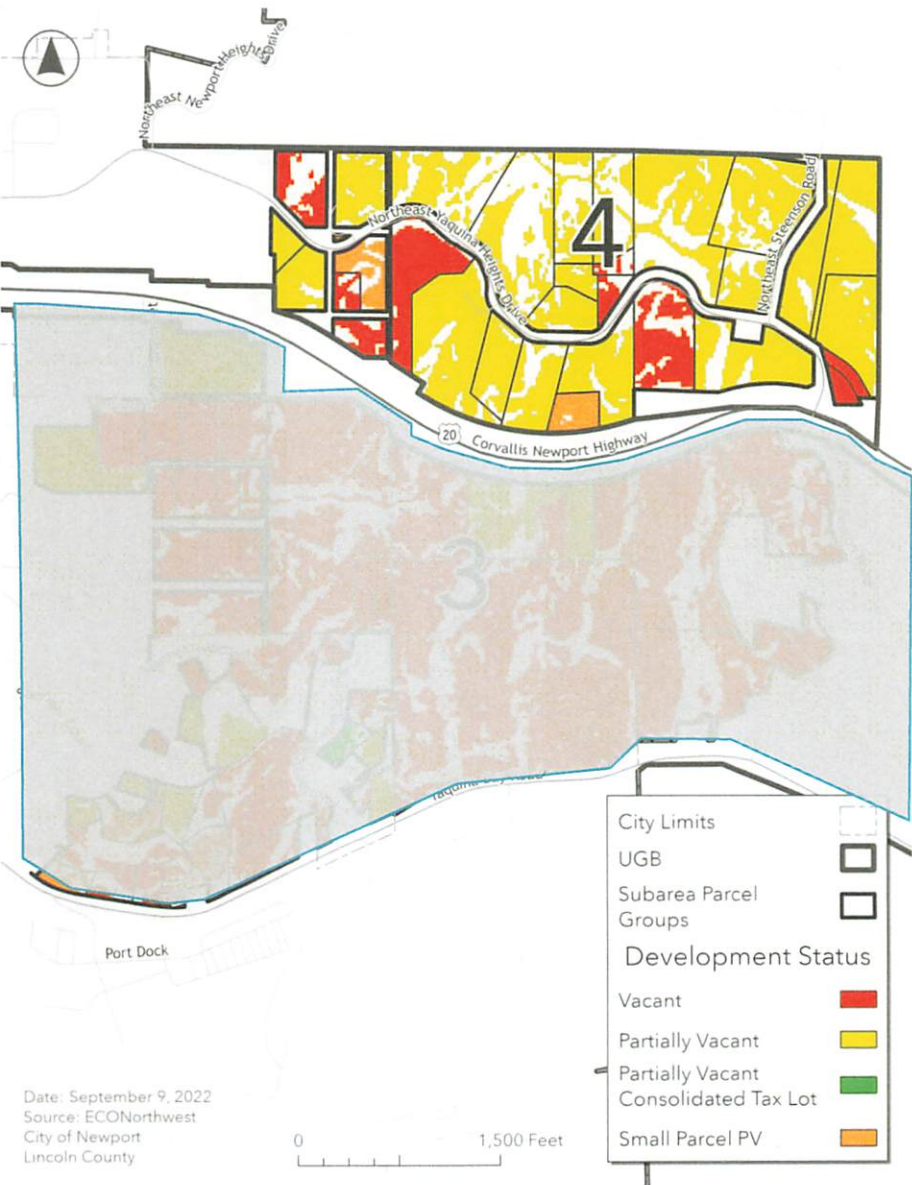 Northeast Newport Heights Drive
Northeast Yaquina Heights Drive
4
Northeast Steenson Road
20
Corvallis Newport Highway
3
Port Dock
City Limits
UGB
Subarea Parcel
Groups
Development Status
Vacant
Partially Vacant
Partially Vacant
Consolidated Tax Lot
Small Parcel PV
Date: September 9, 2022
Source: ECONorthwest
City of Newport
Lincoln County
0
1,500 Feet